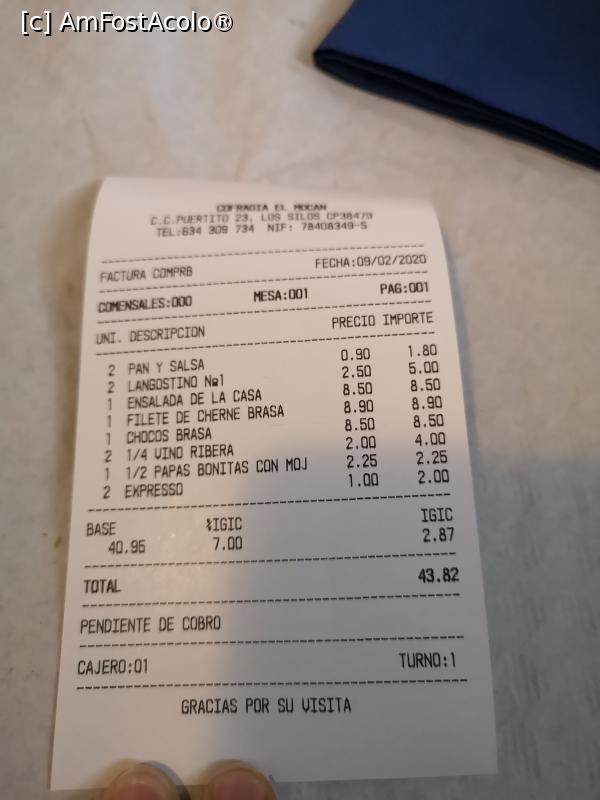 [c] AmFostAcolo®
COFRADIA EL MOCAN
C.C.PUERTITO 23, LOS SILOS CP38479
TEL:634 309 734 NIF: 78408349-S
FACTURA COMPRB FECHA:09/02/2020
COMENSALES:000 MESA:001 PAG:001
UNI. DESCRIPCION PRECIO IMPORTE
2 PAN Y SALSA 0.90 1.80
2 LANGOSTINO Nº1 2.50 5.00
1 ENSALADA DE LA CASA 8.50 8.50
1 FILETE DE CHERNE BRASA 8.90 8.90
1 CHOCOS BRASA 8.50 8.50
2 1/4 VINO RIBERA 2.00 4.00
1 1/2 PAPAS BONITAS CON MOJ 2.25 2.25
2 EXPRESSO 1.00 2.00
BASE %IGIC IGIC
40.95 7.00 2.87
TOTAL 43.82
PENDIENTE DE COBRO
CAJERO:01 TURNO:1
GRACIAS POR SU VISITA